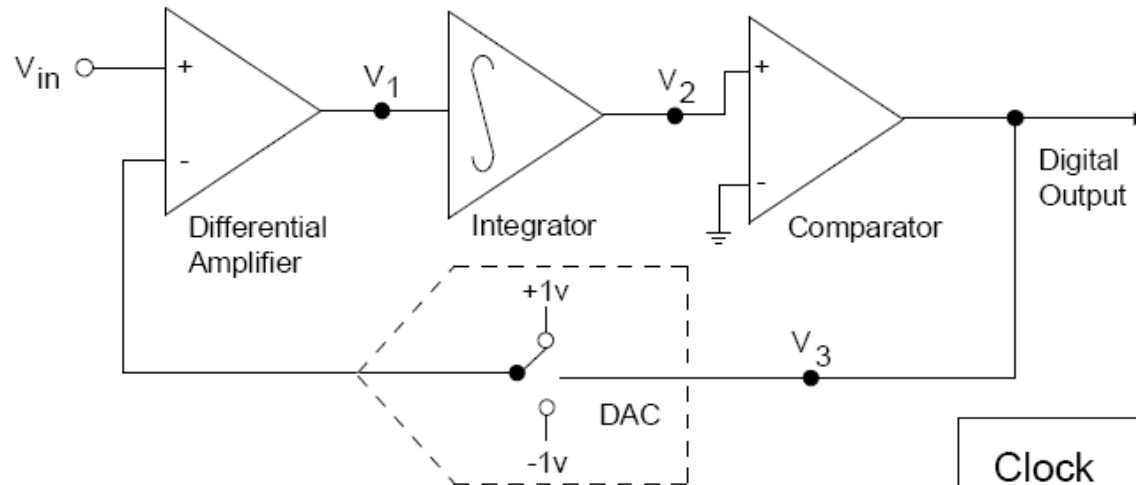 Vin
+
-
Differential
Amplifier
V1
Integrator
V2
+
-
Comparator
Digital
Output
+1v
-1v
DAC
V3
Clock